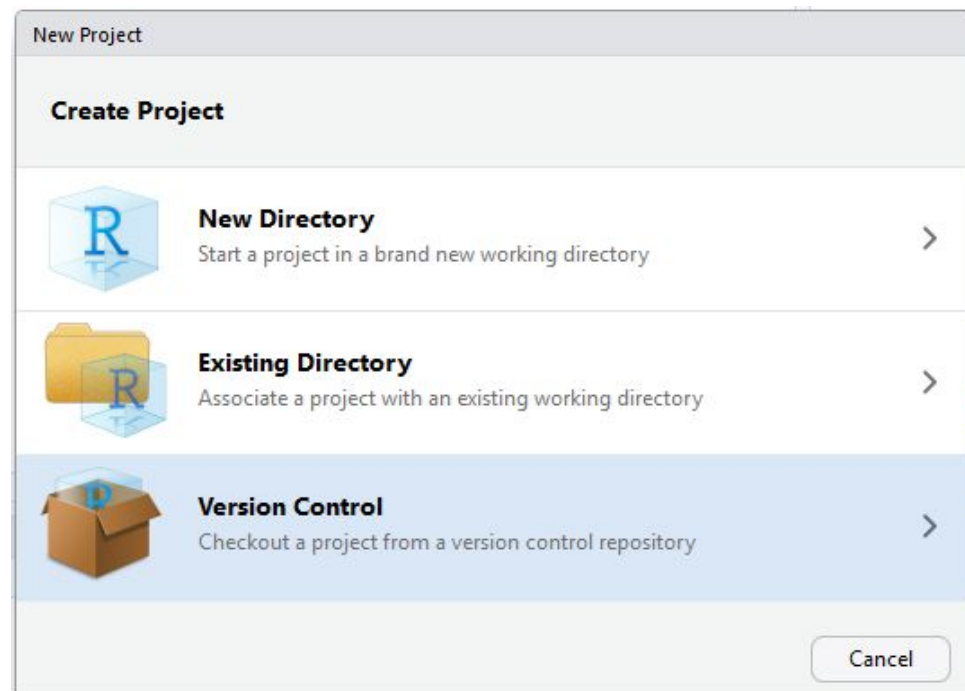 New Project
Create Project
R
New Directory
Start a project in a brand new working directory
R
Existing Directory
Associate a project with an existing working directory
R
Version Control
Checkout a project from a version control repository
Cancel